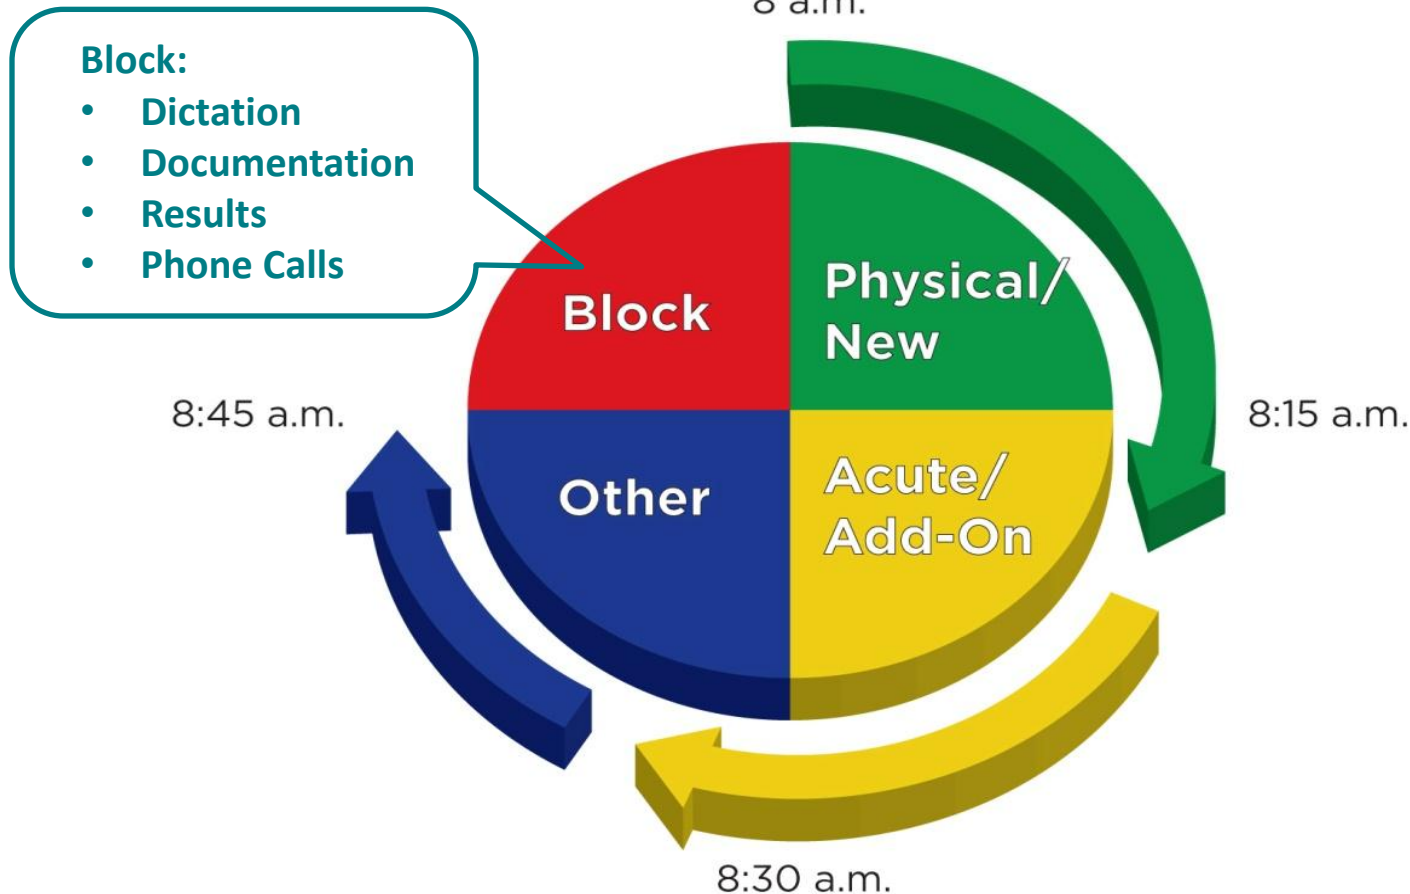 8 a.m.
Block:
• Dictation
• Documentation
• Results
• Phone Calls
Block
Physical/
New
8:45 a.m.
8:15 a.m.
Other
Acute/
Add-On
8:30 a.m.